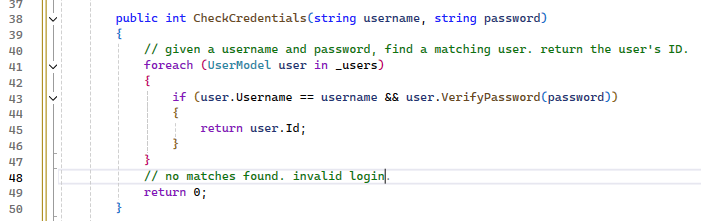 37
38 public int CheckCredentials(string username, string password)
39 {
40 // given a username and password, find a matching user. return the user's ID.
41 foreach (UserModel user in _users)
42 {
43 if (user.Username == username && user.VerifyPassword(password))
44 {
45 return user.Id;
46 }
47 }
48 // no matches found. invalid login.
49 return 0;
50 }